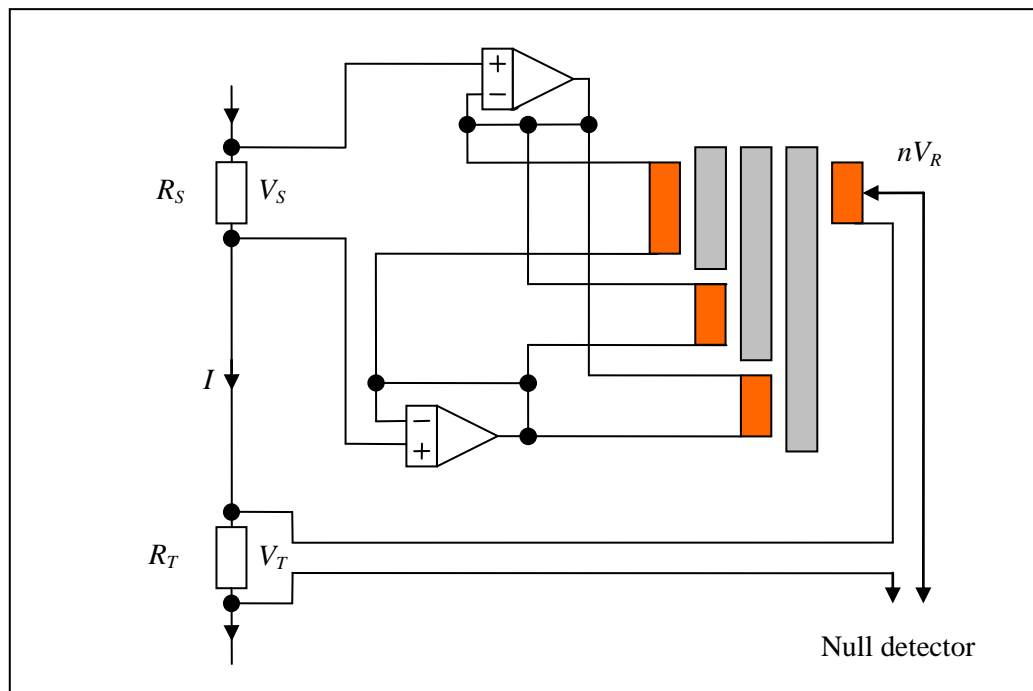 +
−
nV_R
R_S V_S
I
−
+
R_T V_T
Null detector